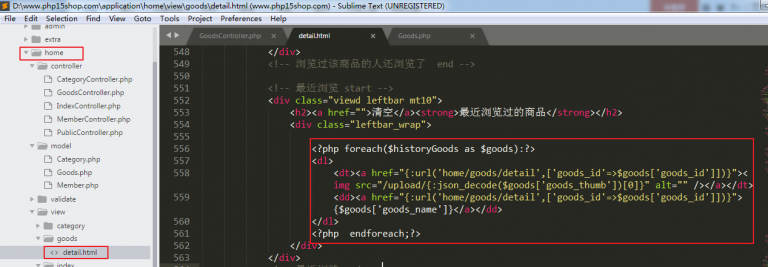 D:\www.php15shop.com\application\home\view\goods\detail.html (www.php15shop.com) - Sublime Text (UNREGISTERED)
File Edit Selection Find View Goto Tools Project Preferences Help
admin
extra
home
controller
CategoryController.php
GoodsController.php
IndexController.php
MemberController.php
PublicController.php
model
Category.php
Goods.php
Member.php
validate
view
category
goods
<> detail.html
index
GoodsController.php detail.html Goods.php
548 </div>
549 <!-- 浏览过该商品的人还浏览了 end -->
550
551 <!-- 最近浏览 start -->
552 <div class="viewd leftbar mt10">
553 <h2><a href="">清空</a><strong>最近浏览过的商品</strong></h2>
554 <div class="leftbar_wrap">
555
556 <?php foreach($historyGoods as $goods):?>
557 <dl>
558 <dt><a href="{:url('home/goods/detail',['goods_id'=>$goods['goods_id']])}"><
img src="/upload/{:json_decode($goods['goods_thumb'])[0]}" alt="" /></a></dt>
559 <dd><a href="{:url('home/goods/detail',['goods_id'=>$goods['goods_id']])}">
{$goods['goods_name']}</a></dd>
560 </dl>
561 <?php endforeach;?>
562 </div>
563 </div>